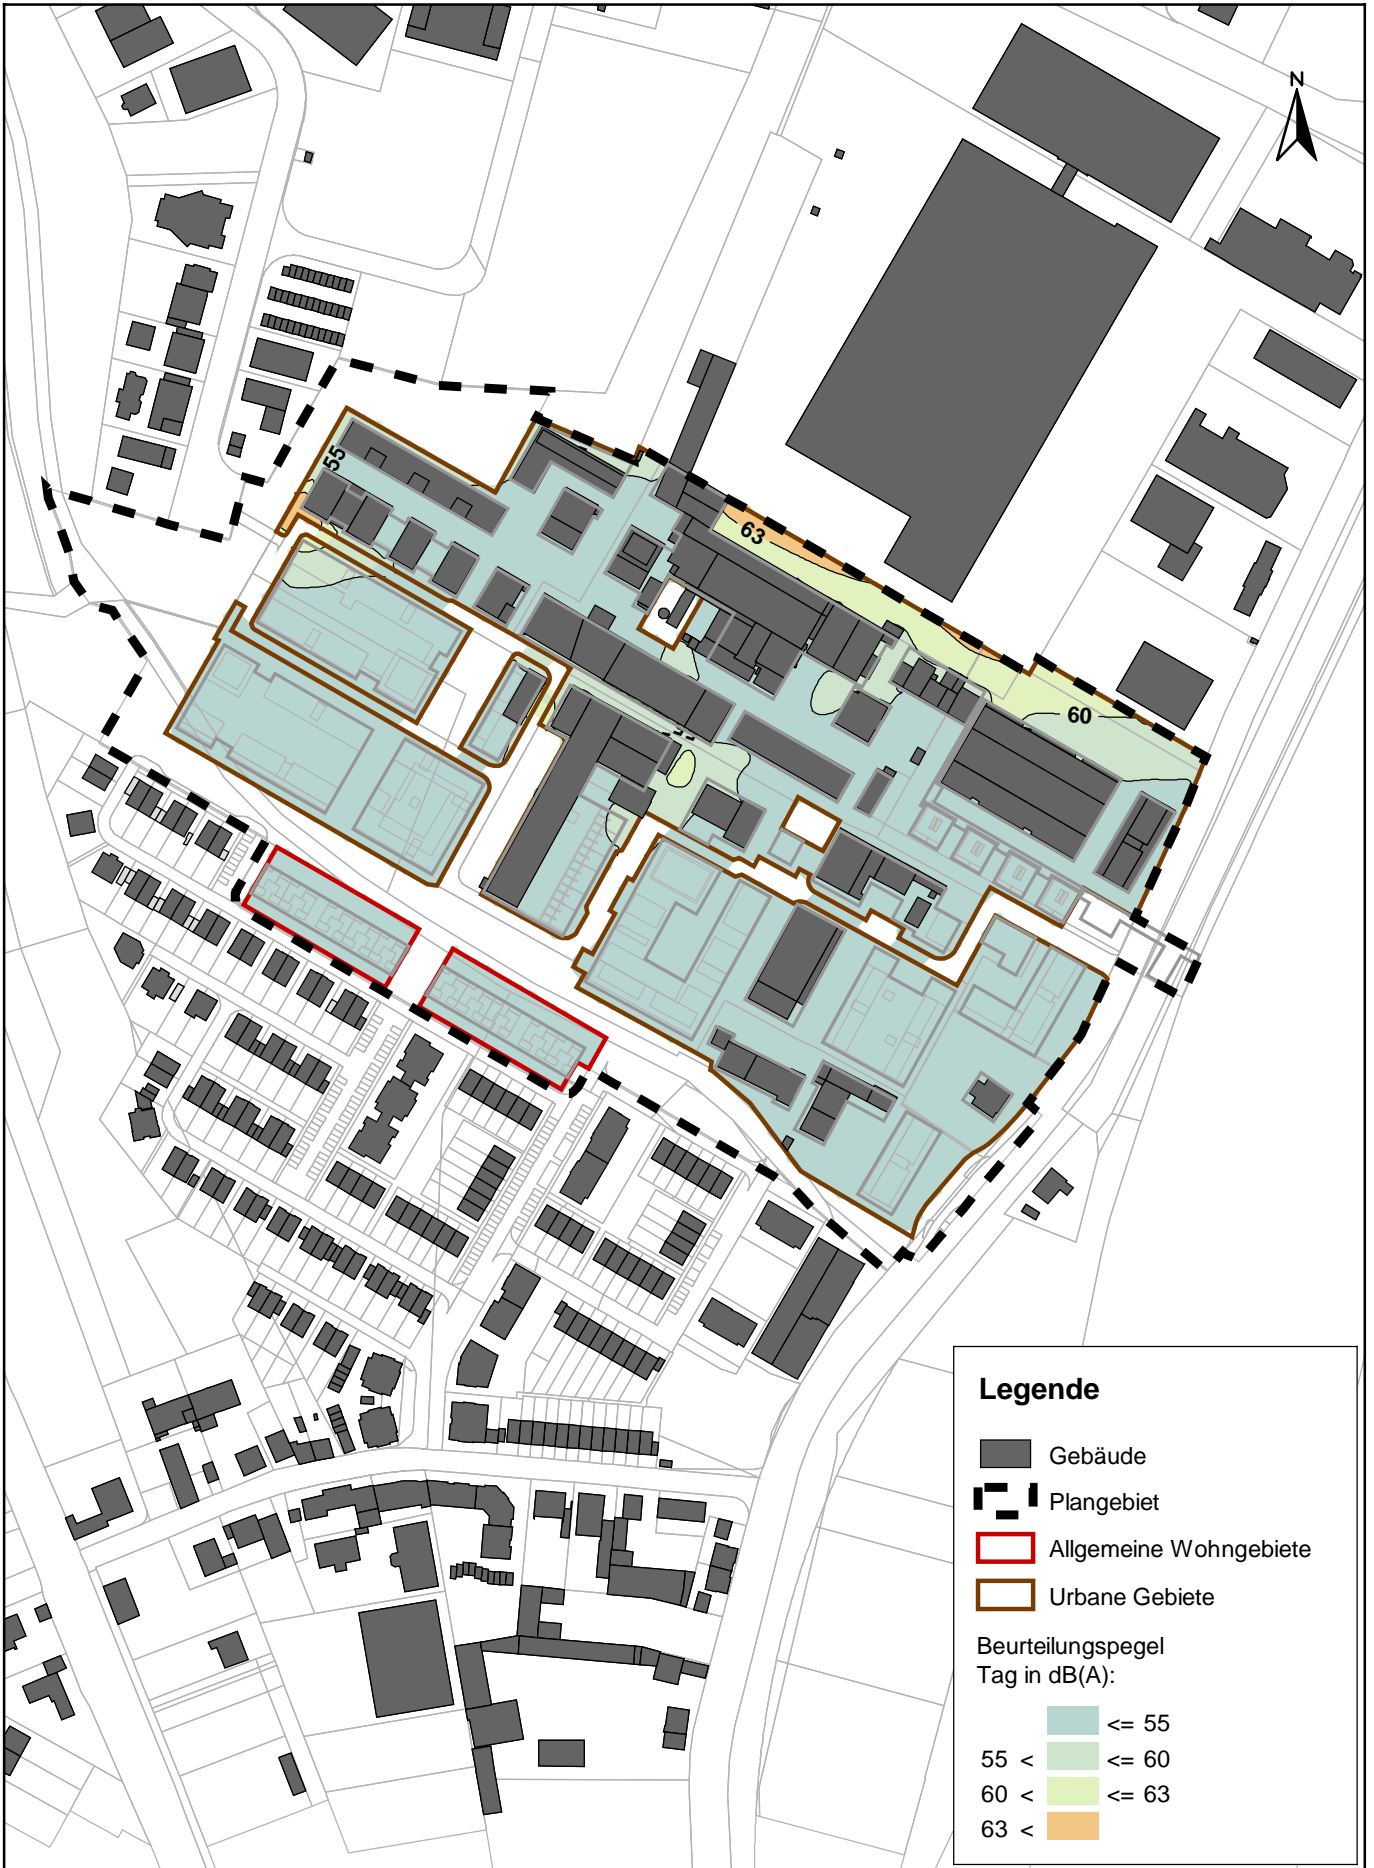 N
55
63
60
Legende
Gebäude
Plangebiet
Allgemeine Wohngebiete
Urbane Gebiete
Beurteilungspegel
Tag in dB(A):
<= 55
55 < <= 60
60 < <= 63
63 <